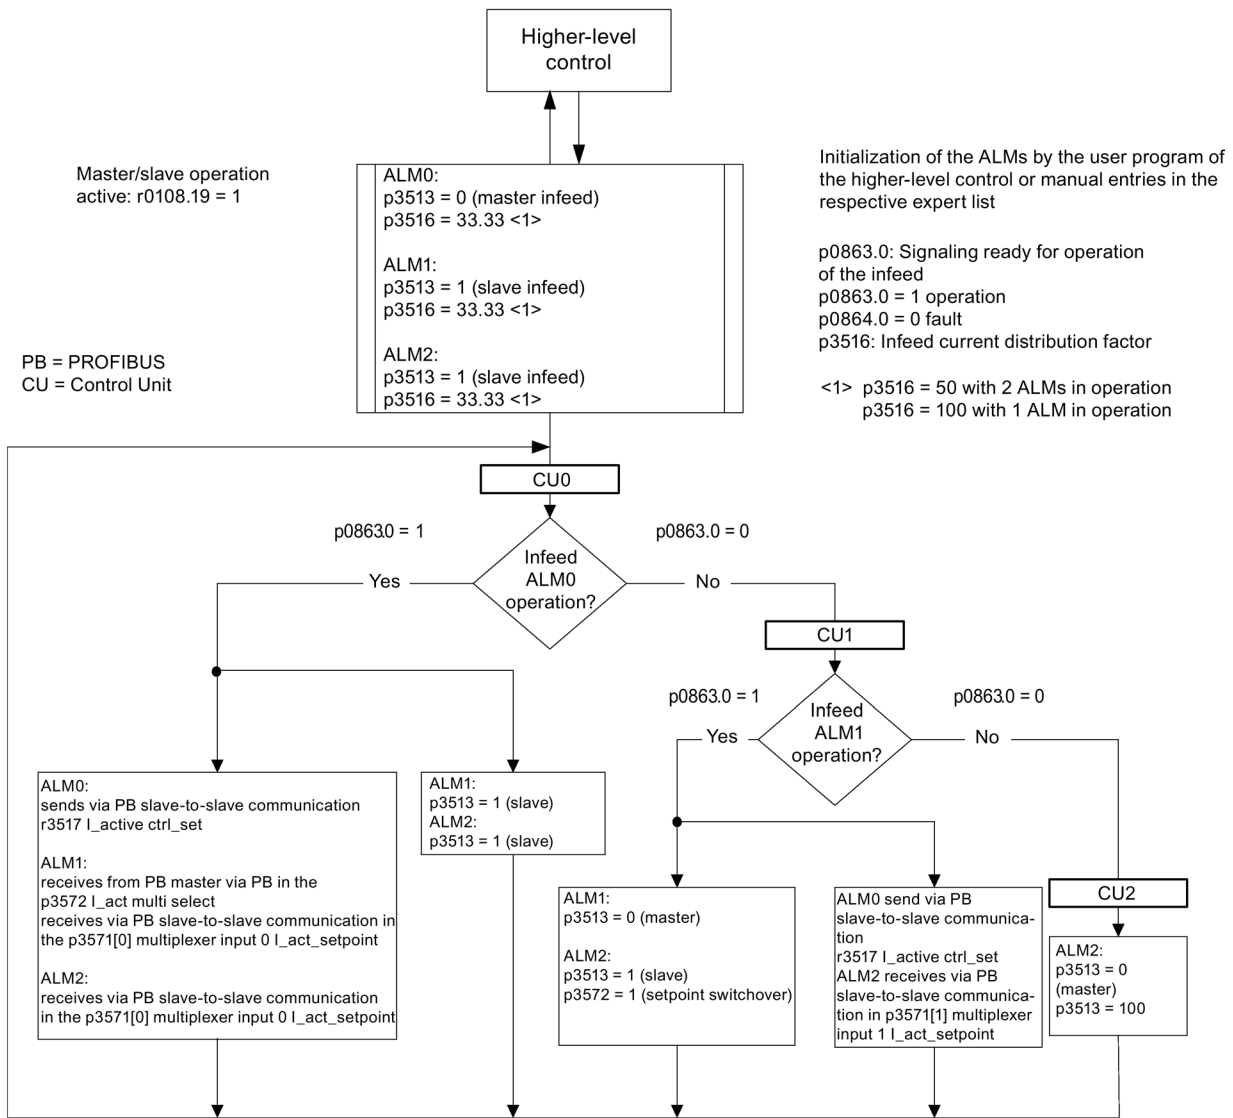 Higher-level
control
Master/slave operation
active: r0108.19 = 1
ALM0:
p3513 = 0 (master infeed)
p3516 = 33.33 <1>
ALM1:
p3513 = 1 (slave infeed)
p3516 = 33.33 <1>
ALM2:
p3513 = 1 (slave infeed)
p3516 = 33.33 <1>
Initialization of the ALMs by the user program of
the higher-level control or manual entries in the
respective expert list
p0863.0: Signaling ready for operation
of the infeed
p0863.0 = 1 operation
p0864.0 = 0 fault
p3516: Infeed current distribution factor
<1> p3516 = 50 with 2 ALMs in operation
p3516 = 100 with 1 ALM in operation
PB = PROFIBUS
CU = Control Unit
CU0
p0863.0 = 1
p0863.0 = 0
Infeed
ALM0
operation?
Yes
No
CU1
p0863.0 = 1
p0863.0 = 0
Infeed
ALM1
operation?
Yes
No
ALM0:
sends via PB slave-to-slave communication
r3517 I_active ctrl_set
ALM1:
receives from PB master via PB in the
p3572 I_act multi select
receives via PB slave-to-slave communication in
the p3571[0] multiplexer input 0 I_act_setpoint
ALM2:
receives via PB slave-to-slave communication
in the p3571[0] multiplexer input 0 I_act_setpoint
ALM1:
p3513 = 1 (slave)
ALM2:
p3513 = 1 (slave)
ALM1:
p3513 = 0 (master)
ALM2:
p3513 = 1 (slave)
p3572 = 1 (setpoint switchover)
ALM0 send via PB
slave-to-slave communica-
tion
r3517 I_active ctrl_set
ALM2 receives via PB
slave-to-slave communica-
tion in p3571[1] multiplexer
input 1 I_act_setpoint
CU2
ALM2:
p3513 = 0
(master)
p3513 = 100